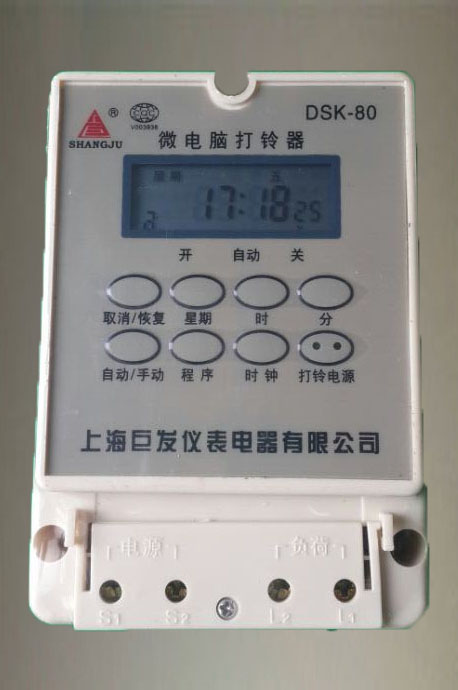 ® V003936 DSK-80
SHANGJU 微电脑打铃器
星期 五
17:18 25
开 自动 关
取消/恢复 星期 时 分
自动/手动 程序 时钟 打铃电源
上海巨发仪表电器有限公司
电源 负荷
S1 S2 L2 L1